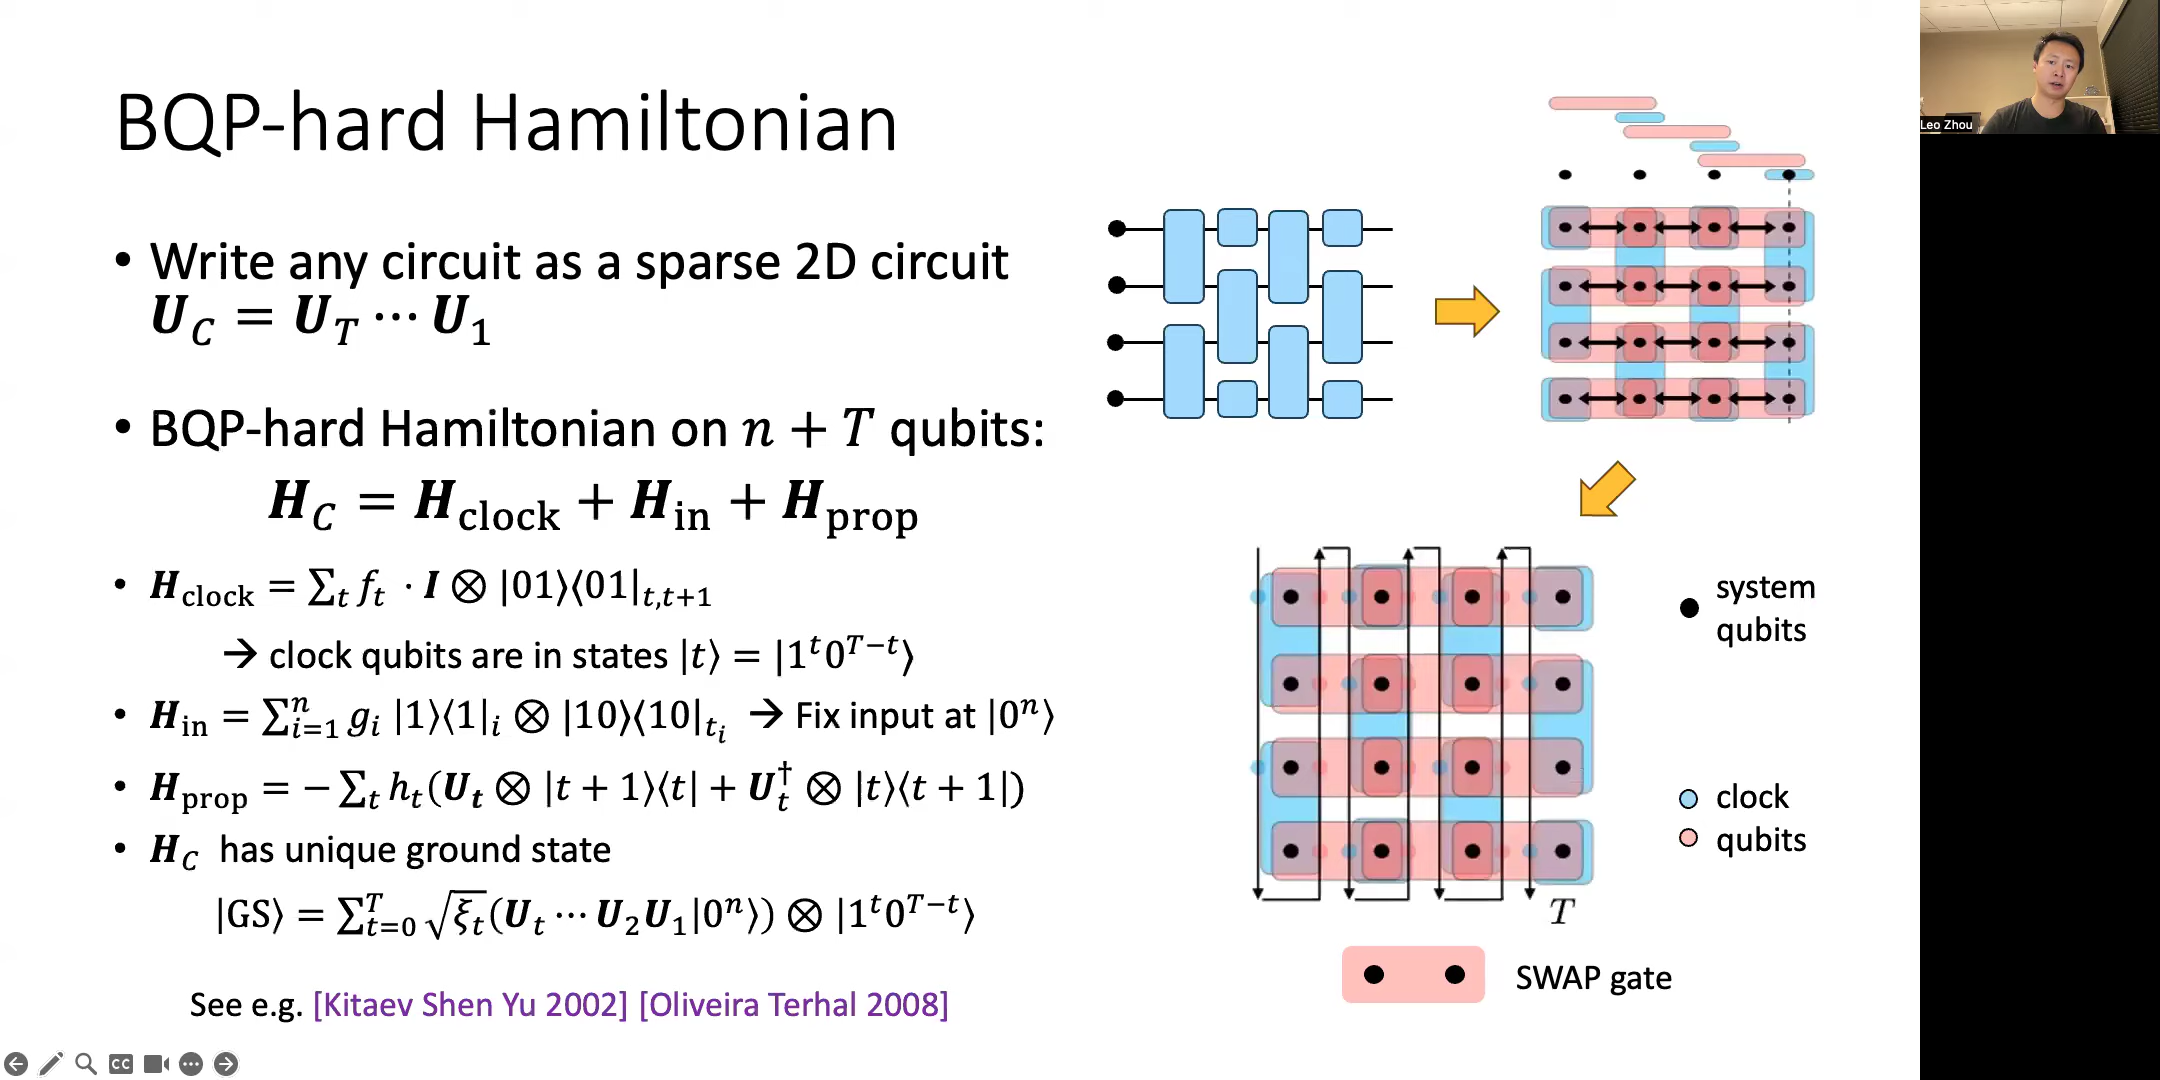 BQP-hard Hamiltonian
• Write any circuit as a sparse 2D circuit
U_C = U_T ⋯ U_1
• BQP-hard Hamiltonian on n + T qubits:
H_C = H_clock + H_in + H_prop
• H_clock = ∑_t f_t · I ⊗ |01⟩⟨01|_{t,t+1}
→ clock qubits are in states |t⟩ = |1^t 0^{T−t}⟩
• H_in = ∑_{i=1}^n g_i |1⟩⟨1|_i ⊗ |10⟩⟨10|_{t_i} → Fix input at |0^n⟩
• H_prop = −∑_t h_t(U_t ⊗ |t + 1⟩⟨t| + U_t^† ⊗ |t⟩⟨t + 1|)
• H_C has unique ground state
|GS⟩ = ∑_{t=0}^T √ξ_t (U_t ⋯ U_2 U_1|0^n⟩) ⊗ |1^t 0^{T−t}⟩
See e.g. [Kitaev Shen Yu 2002] [Oliveira Terhal 2008]
system
qubits
clock
qubits
T
SWAP gate
Leo Zhou
CC